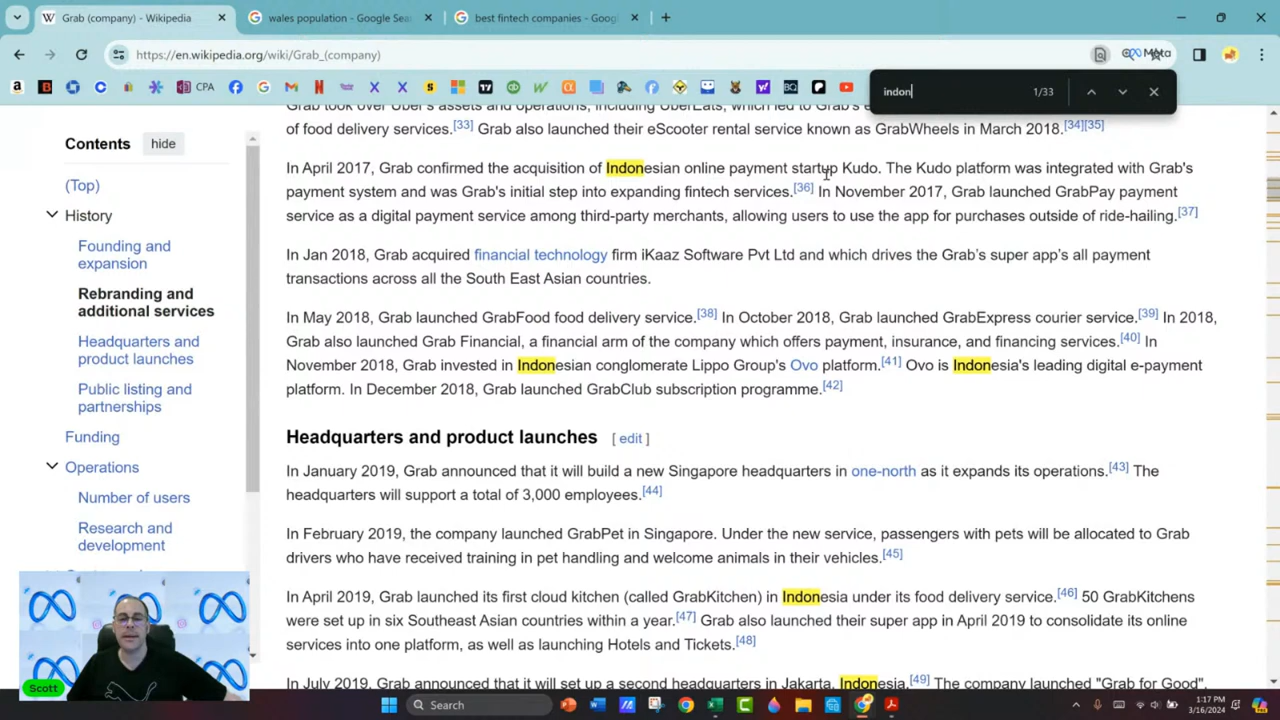 Grab (company) - Wikipedia
wales population - Google Sea
best fintech companies - Googl
https://en.wikipedia.org/wiki/Grab_(company)
Meta
CPA
indon
1/33
Grab took over Uber's assets and operations, including UberEats, which led to Grab's e
of food delivery services.[33] Grab also launched their eScooter rental service known as GrabWheels in March 2018.[34][35]
Contents
hide
(Top)
History
Founding and
expansion
Rebranding and
additional services
Headquarters and
product launches
Public listing and
partnerships
Funding
Operations
Number of users
Research and
development
In April 2017, Grab confirmed the acquisition of Indonesian online payment startup Kudo. The Kudo platform was integrated with Grab's
payment system and was Grab's initial step into expanding fintech services.[36] In November 2017, Grab launched GrabPay payment
service as a digital payment service among third-party merchants, allowing users to use the app for purchases outside of ride-hailing.[37]
In Jan 2018, Grab acquired financial technology firm iKaaz Software Pvt Ltd and which drives the Grab's super app's all payment
transactions across all the South East Asian countries.
In May 2018, Grab launched GrabFood food delivery service.[38] In October 2018, Grab launched GrabExpress courier service.[39] In 2018,
Grab also launched Grab Financial, a financial arm of the company which offers payment, insurance, and financing services.[40] In
November 2018, Grab invested in Indonesian conglomerate Lippo Group's Ovo platform.[41] Ovo is Indonesia's leading digital e-payment
platform. In December 2018, Grab launched GrabClub subscription programme.[42]
Headquarters and product launches [ edit ]
In January 2019, Grab announced that it will build a new Singapore headquarters in one-north as it expands its operations.[43] The
headquarters will support a total of 3,000 employees.[44]
In February 2019, the company launched GrabPet in Singapore. Under the new service, passengers with pets will be allowed to Grab
drivers who have received training in pet handling and welcome animals in their vehicles.[45]
In April 2019, Grab launched its first cloud kitchen (called GrabKitchen) in Indonesia under its food delivery service.[46] 50 GrabKitchens
were set up in six Southeast Asian countries within a year.[47] Grab also launched their super app in April 2019 to consolidate its online
services into one platform, as well as launching Hotels and Tickets.[48]
In July 2019, Grab announced that it will set up a second headquarters in Jakarta, Indonesia.[49] The company launched "Grab for Good",
Scott
Search
1:17 PM
3/16/2024